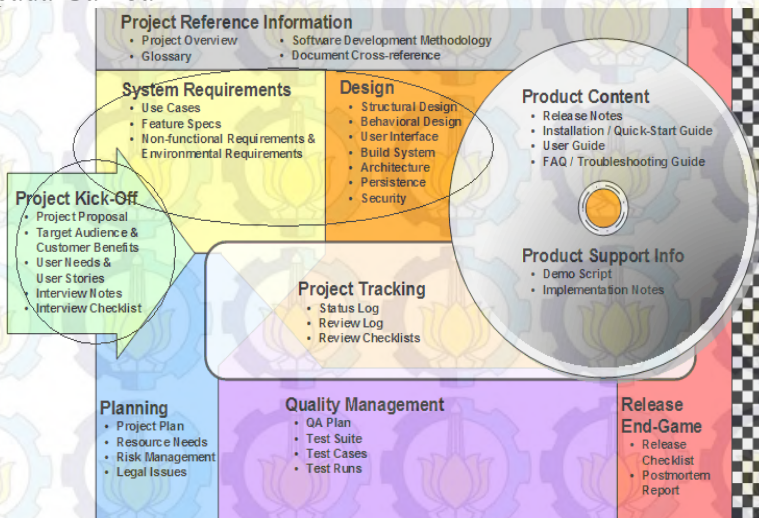 Project Reference Information
• Project Overview
• Glossary
• Software Development Methodology
• Document Cross-reference
System Requirements
• Use Cases
• Feature Specs
• Non-functional Requirements &
Environmental Requirements
Design
• Structural Design
• Behavioral Design
• User Interface
• Build System
• Architecture
• Persistence
• Security
Product Content
• Release Notes
• Installation / Quick-Start Guide
• User Guide
• FAQ / Troubleshooting Guide
Project Kick-Off
• Project Proposal
• Target Audience &
Customer Benefits
• User Needs &
User Stories
• Interview Notes
• Interview Checklist
Product Support Info
• Demo Script
• Implementation Notes
Project Tracking
• Status Log
• Review Log
• Review Checklists
Planning
• Project Plan
• Resource Needs
• Risk Management
• Legal Issues
Quality Management
• QA Plan
• Test Suite
• Test Cases
• Test Runs
Release
End-Game
• Release
Checklist
• Postmortem
Report